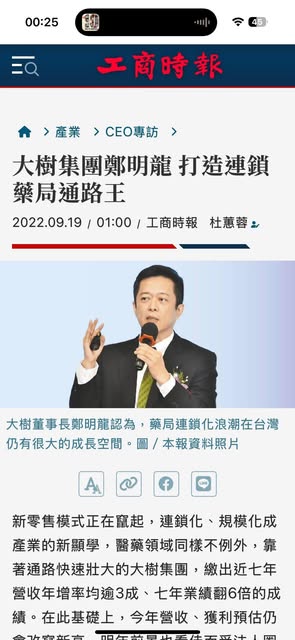 00:25
45
工商時報
產業
CEO專訪
大樹集團鄭明龍 打造連鎖
藥局通路王
2022.09.19 / 01:00 / 工商時報 杜蕙蓉
大樹董事長鄭明龍認為，藥局連鎖化浪潮在台灣
仍有很大的成長空間。圖／本報資料照片
新零售模式正在竄起，連鎖化、規模化成
產業的新顯學，醫藥領域同樣不例外，靠
著通路快速壯大的大樹集團，繳出近七年
營收年增率均逾3成、七年業績翻6倍的成
績。在此基礎上，今年營收、獲利預估仍